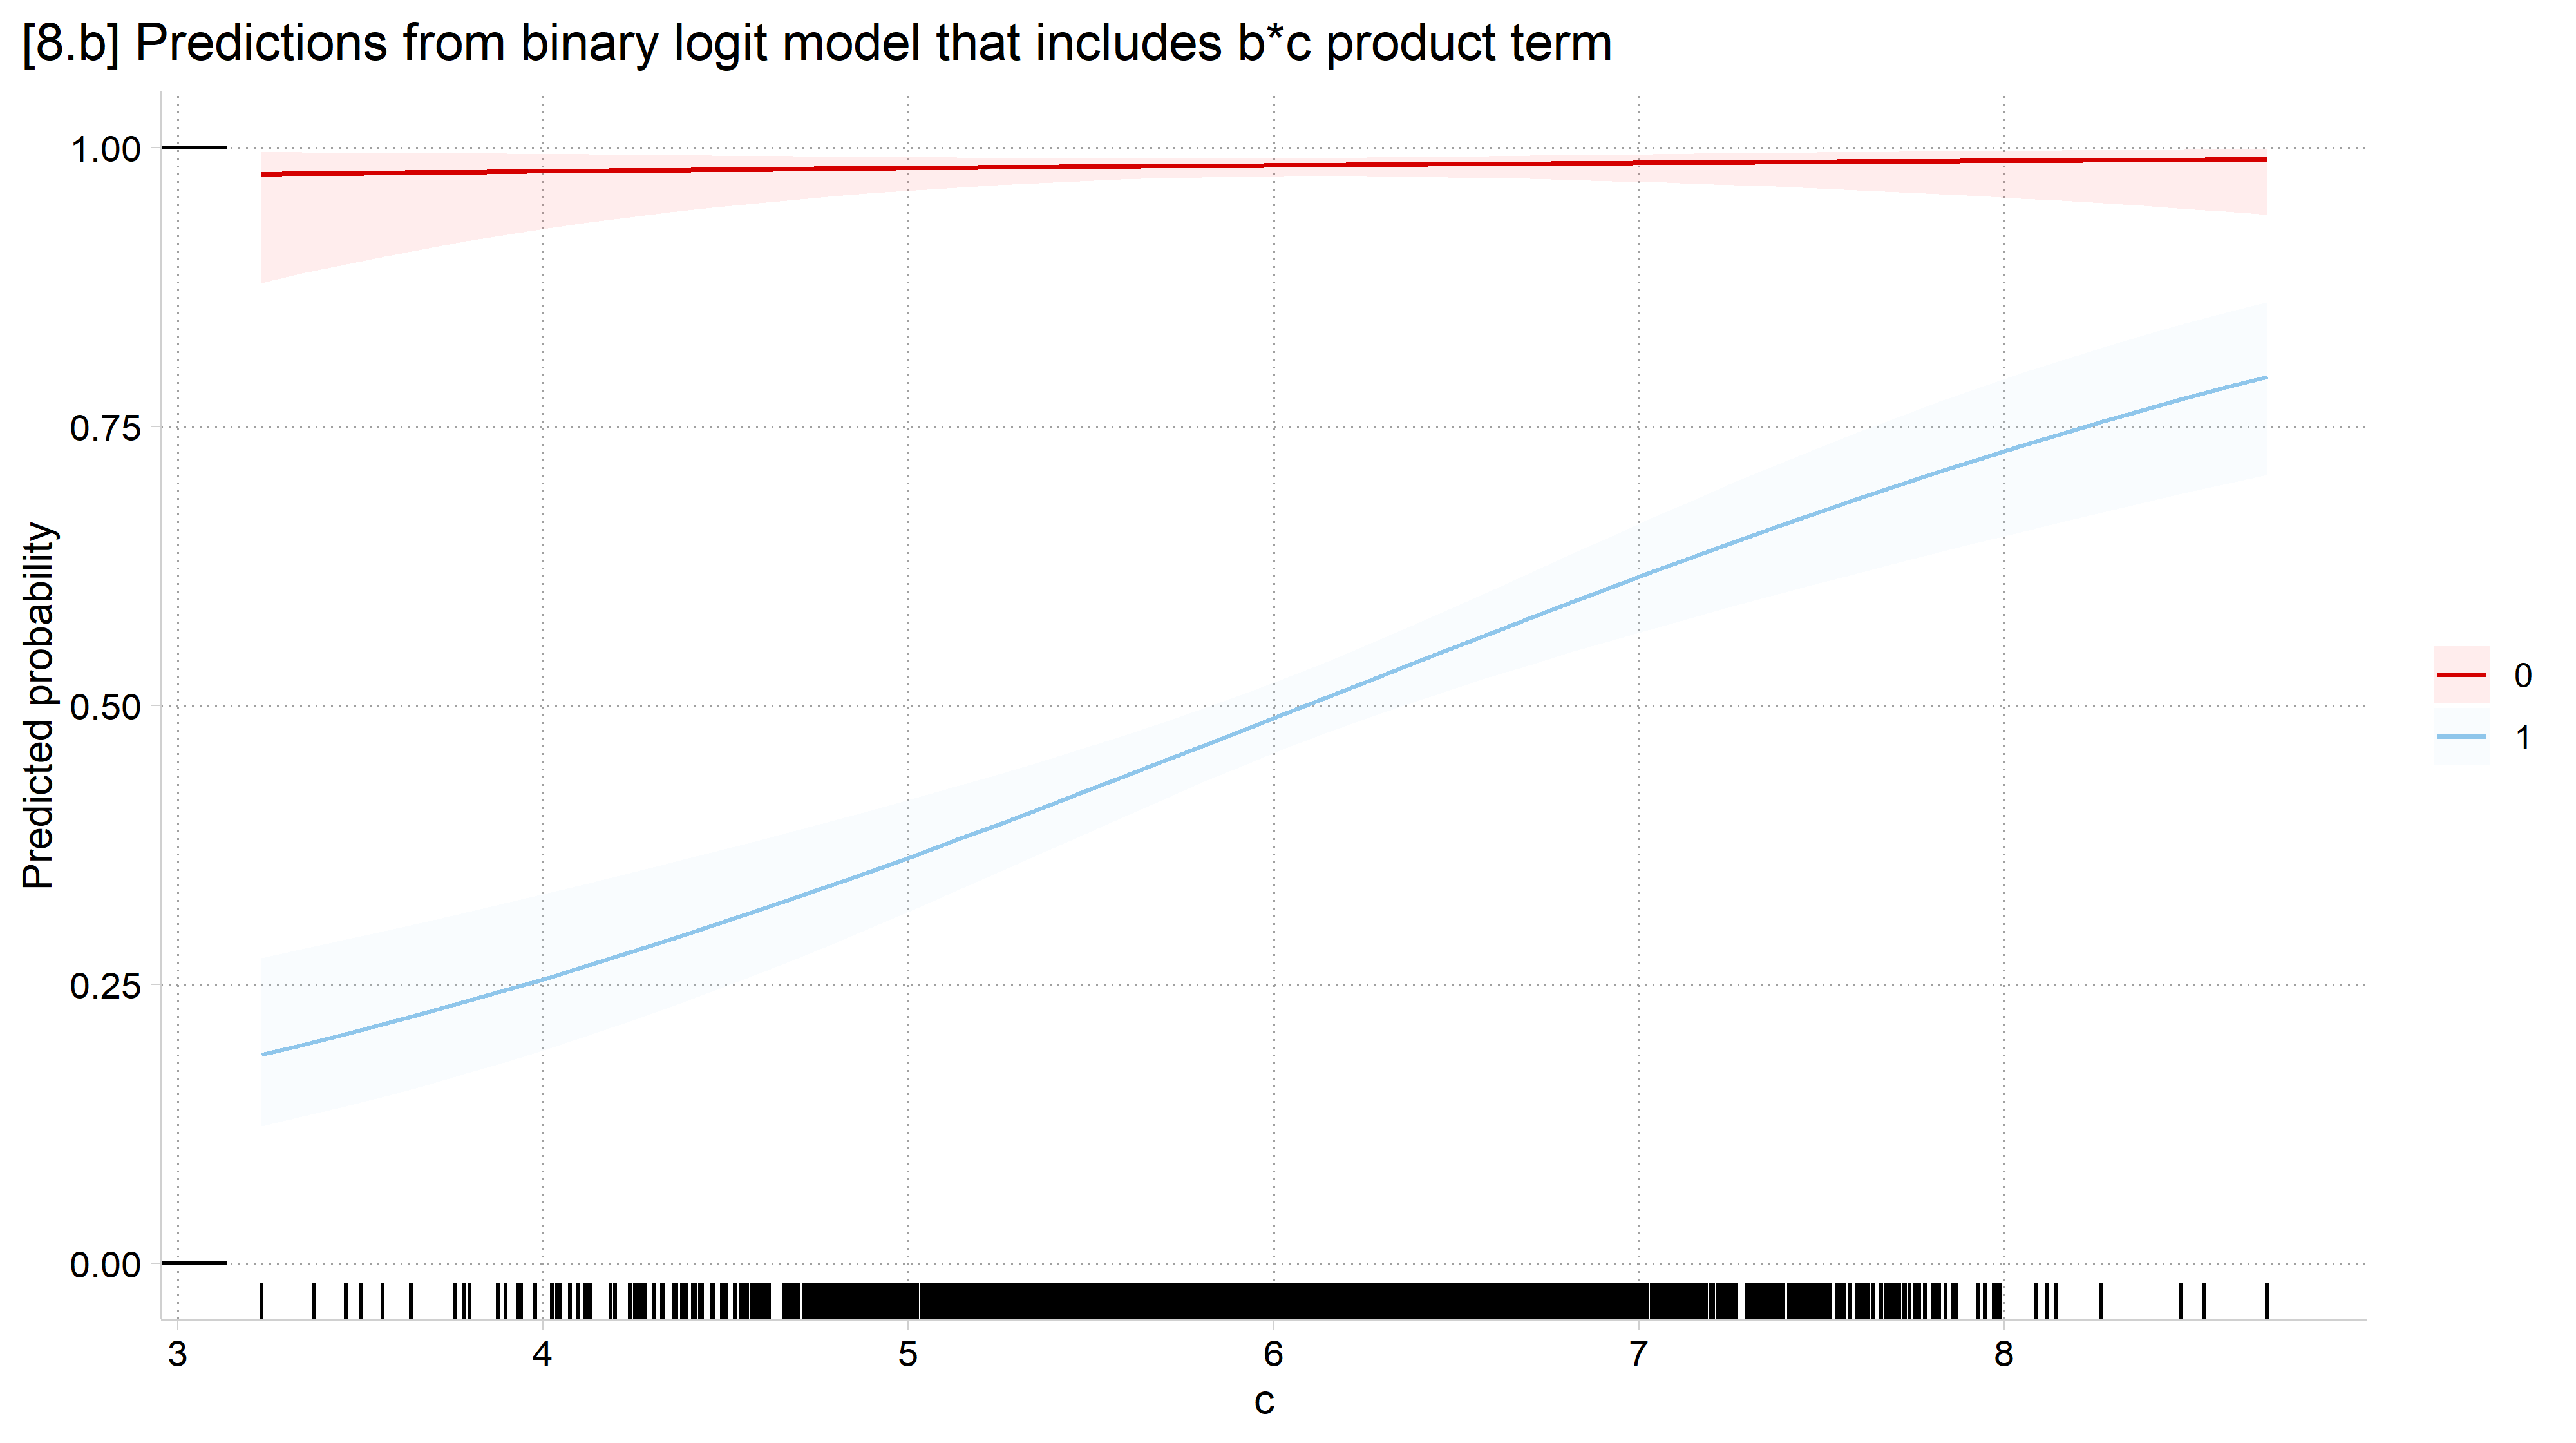 [8.b] Predictions from binary logit model that includes b*c product term
Predicted probability
1.00
0.75
0.50
0.25
0.00
3 4 5 6 7 8
c
0
1